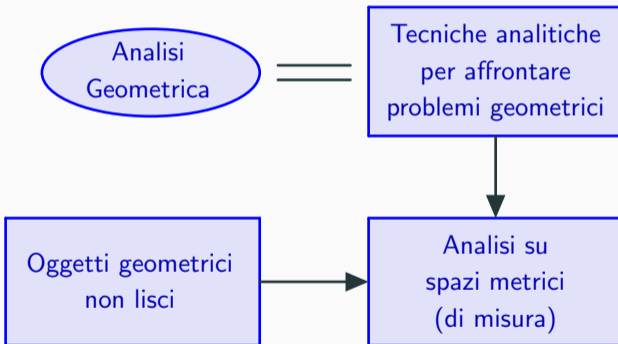 Analisi
Geometrica
Tecniche analitiche
per affrontare
problemi geometrici
Oggetti geometrici
non lisci
Analisi su
spazi metrici
(di misura)